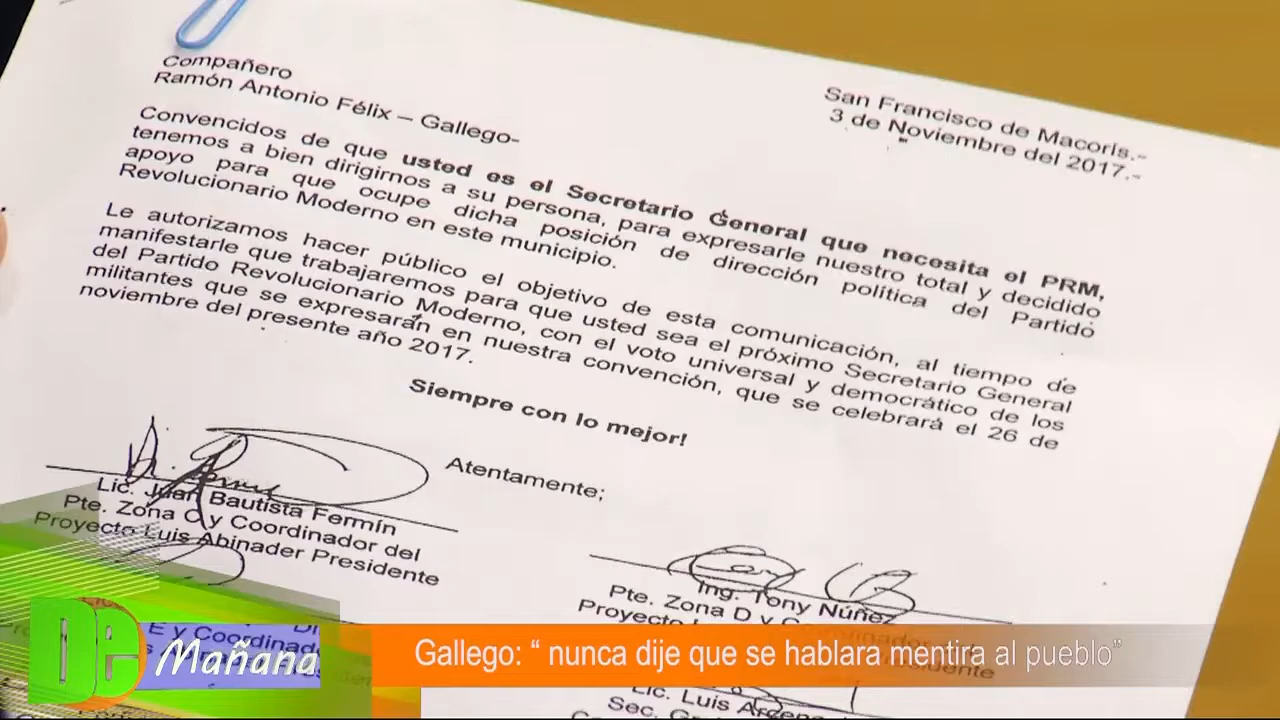 Compañero
Ramón Antonio Félix – Gallego-
San Francisco de Macorís.-
3 de Noviembre del 2017.-
Convencidos de que usted es el Secretario General que necesita el PRM,
tenemos a bien dirigirnos a su persona, para expresarle nuestro total y decidido
apoyo para que ocupe dicha posición de dirección política del Partido
Revolucionario Moderno en este municipio.
Le autorizamos hacer público el objetivo de esta comunicación, al tiempo de
manifestarle que trabajaremos para que usted sea el próximo Secretario General
del Partido Revolucionario Moderno, con el voto universal y democrático de los
militantes que se expresarán en nuestra convención, que se celebrará el 26 de
noviembre del presente año 2017.
Siempre con lo mejor!
Atentamente;
Lic. Juan Bautista Fermín
Pte. Zona C y Coordinador del
Proyecto Luis Abinader Presidente
Ing. Tony Núñez
Pte. Zona D y Coordinador
Proyecto
E y Coordinad
Lic. Luis
Sec.
De Mañana
Gallego: “ nunca dije que se hablara mentira al pueblo”